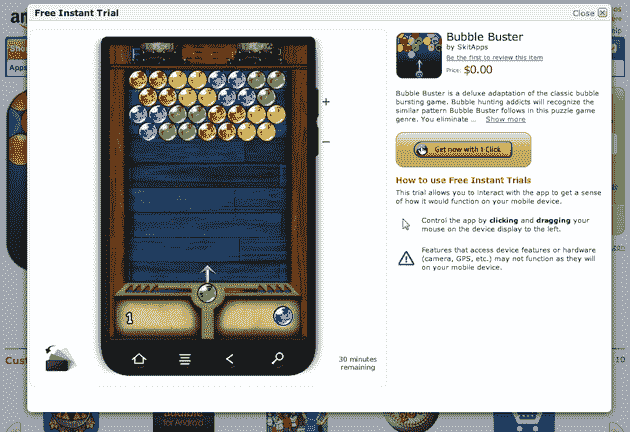 Free Instant Trial
Close
Bubble Buster
by SkitApps
Be the first to review this item
Price: $0.00
Bubble Buster is a deluxe adaptation of the classic bubble
bursting game. Bubble hunting addicts will recognize the
similar pattern Bubble Buster follows in this puzzle game
genre. You eliminate ... Show more
Get now with 1 Click
How to use Free Instant Trials
This trial allows you to interact with the app to get a sense
of how it would function on your mobile device.
Control the app by clicking and dragging your
mouse on the device display to the left.
Features that access device features or hardware
(camera, GPS, etc.) may not function as they will
on your mobile device.
+
−
1
30 minutes
remaining
Cust
for Android
10